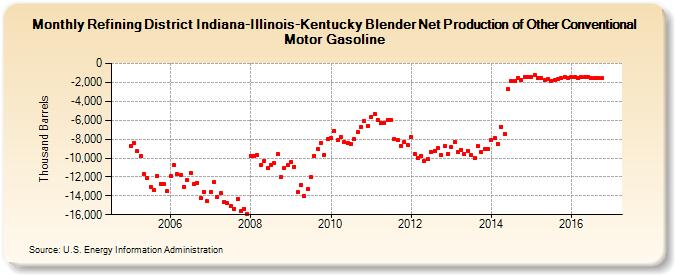 Monthly Refining District Indiana-Illinois-Kentucky Blender Net Production of Other Conventional
Motor Gasoline
Thousand Barrels
0
-2,000
-4,000
-6,000
-8,000
-10,000
-12,000
-14,000
-16,000
2006 2008 2010 2012 2014 2016
Source: U.S. Energy Information Administration